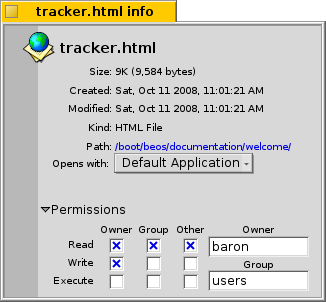 tracker.html info
tracker.html
Size: 9K (9,584 bytes)
Created: Sat, Oct 11 2008, 11:01:21 AM
Modified: Sat, Oct 11 2008, 11:01:21 AM
Kind: HTML File
Path: /boot/beos/documentation/welcome/
Opens with: Default Application
Permissions
Owner Group Other Owner
Read baron
Write Group
Execute users